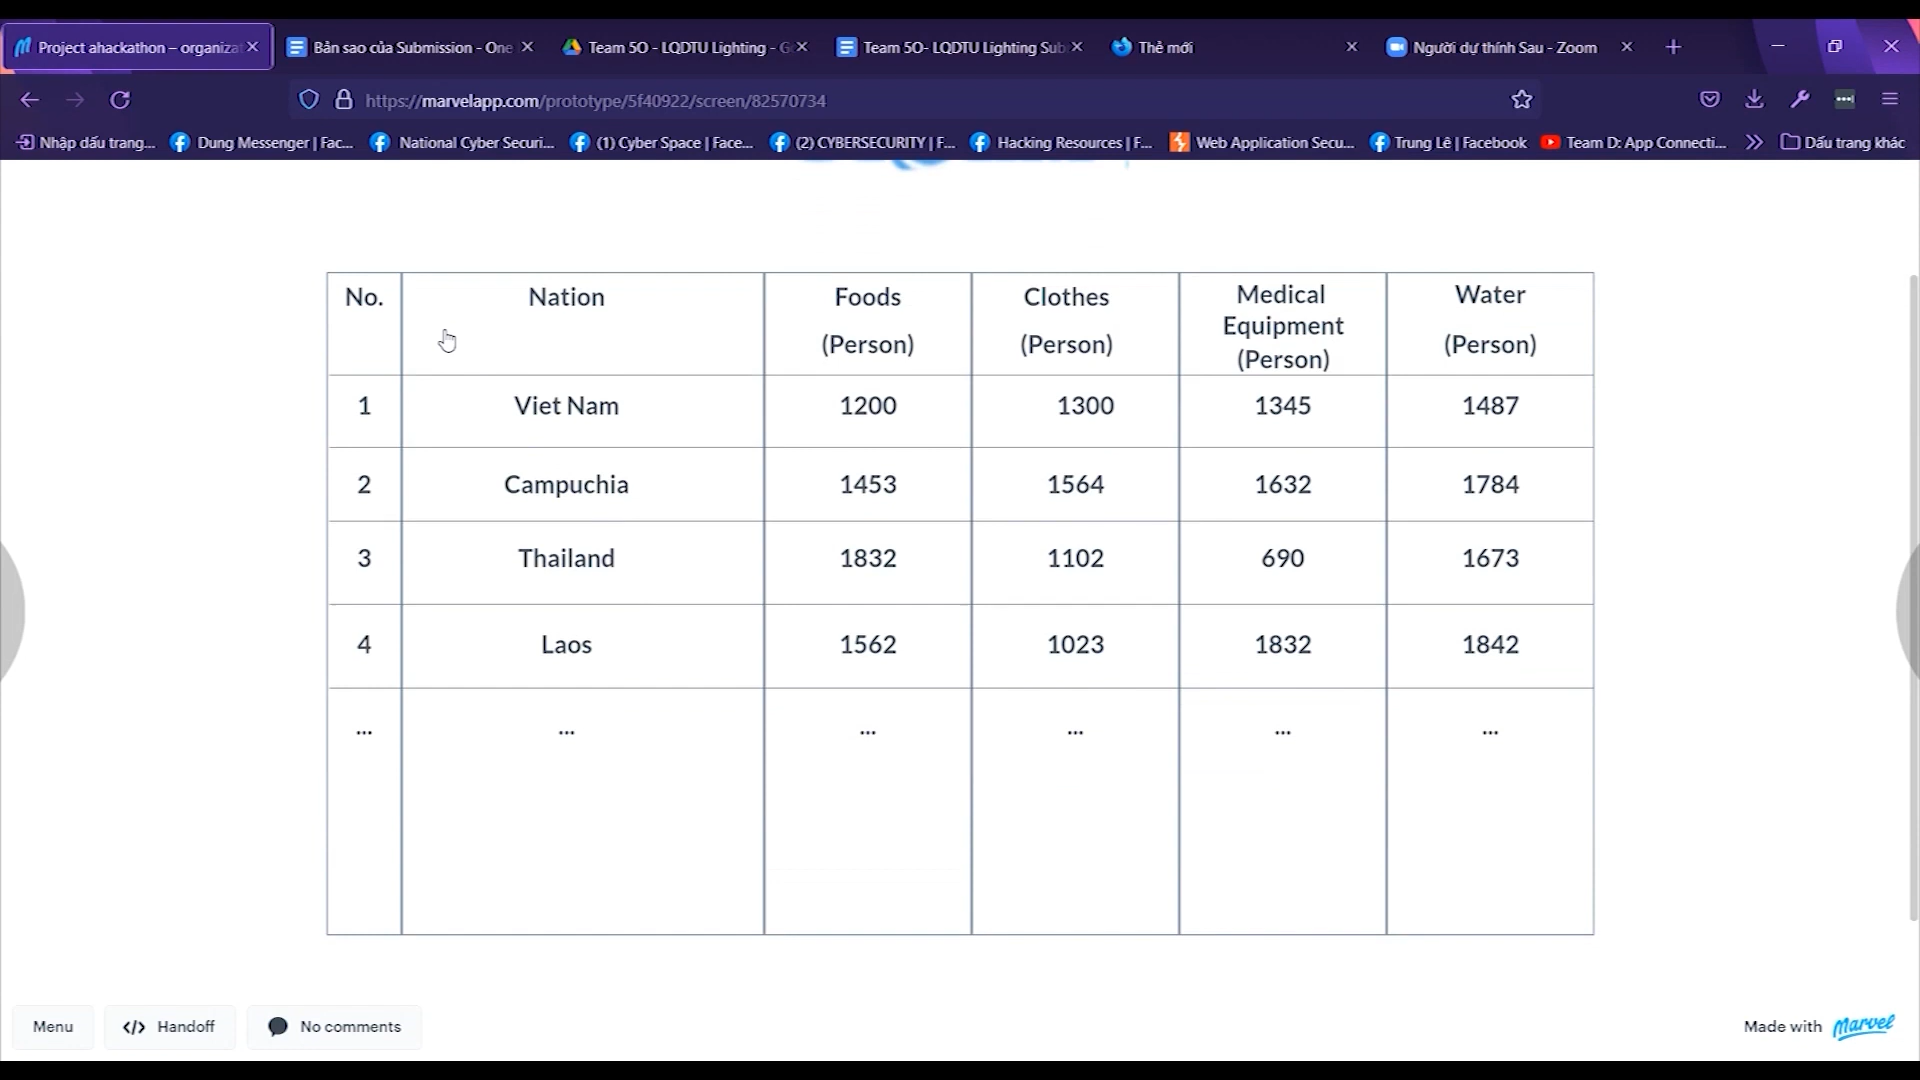 Project ahackathon – organizat
Bản sao của Submission - One
Team 5O - LQDTU Lighting - G
Team 5O- LQDTU Lighting Sub
Thẻ mới
Người dự thính Sau - Zoom
https://marvelapp.com/prototype/5f40922/screen/82570734
Nhập dấu trang...
Dung Messenger | Fac...
National Cyber Securi...
(1) Cyber Space | Face...
(2) CYBERSECURITY | F...
Hacking Resources | F...
Web Application Secu...
Trung Lê | Facebook
Team D: App Connecti...
Dấu trang khác
No. Nation Foods (Person) Clothes (Person) Medical Equipment (Person) Water (Person)
1 Viet Nam 1200 1300 1345 1487
2 Campuchia 1453 1564 1632 1784
3 Thailand 1832 1102 690 1673
4 Laos 1562 1023 1832 1842
... ... ... ... ... ...
Menu
</> Handoff
No comments
Made with Marvel